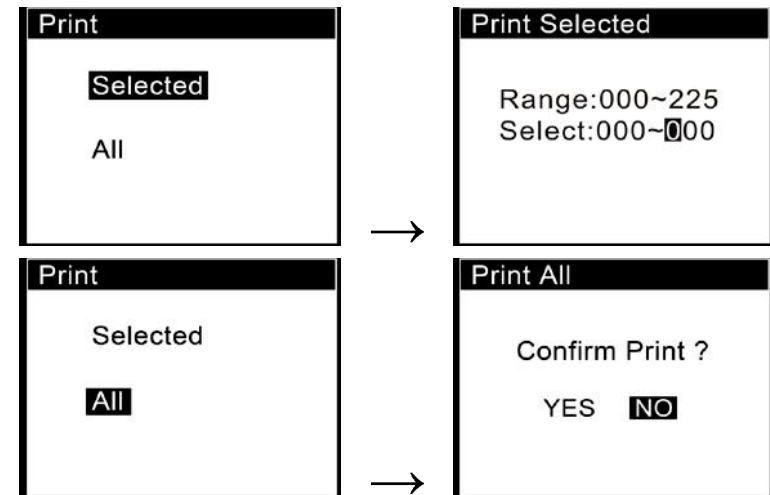 Print
Selected
All
→
Print Selected
Range:000~225
Select:000~000
Print
Selected
All
→
Print All
Confirm Print ?
YES NO